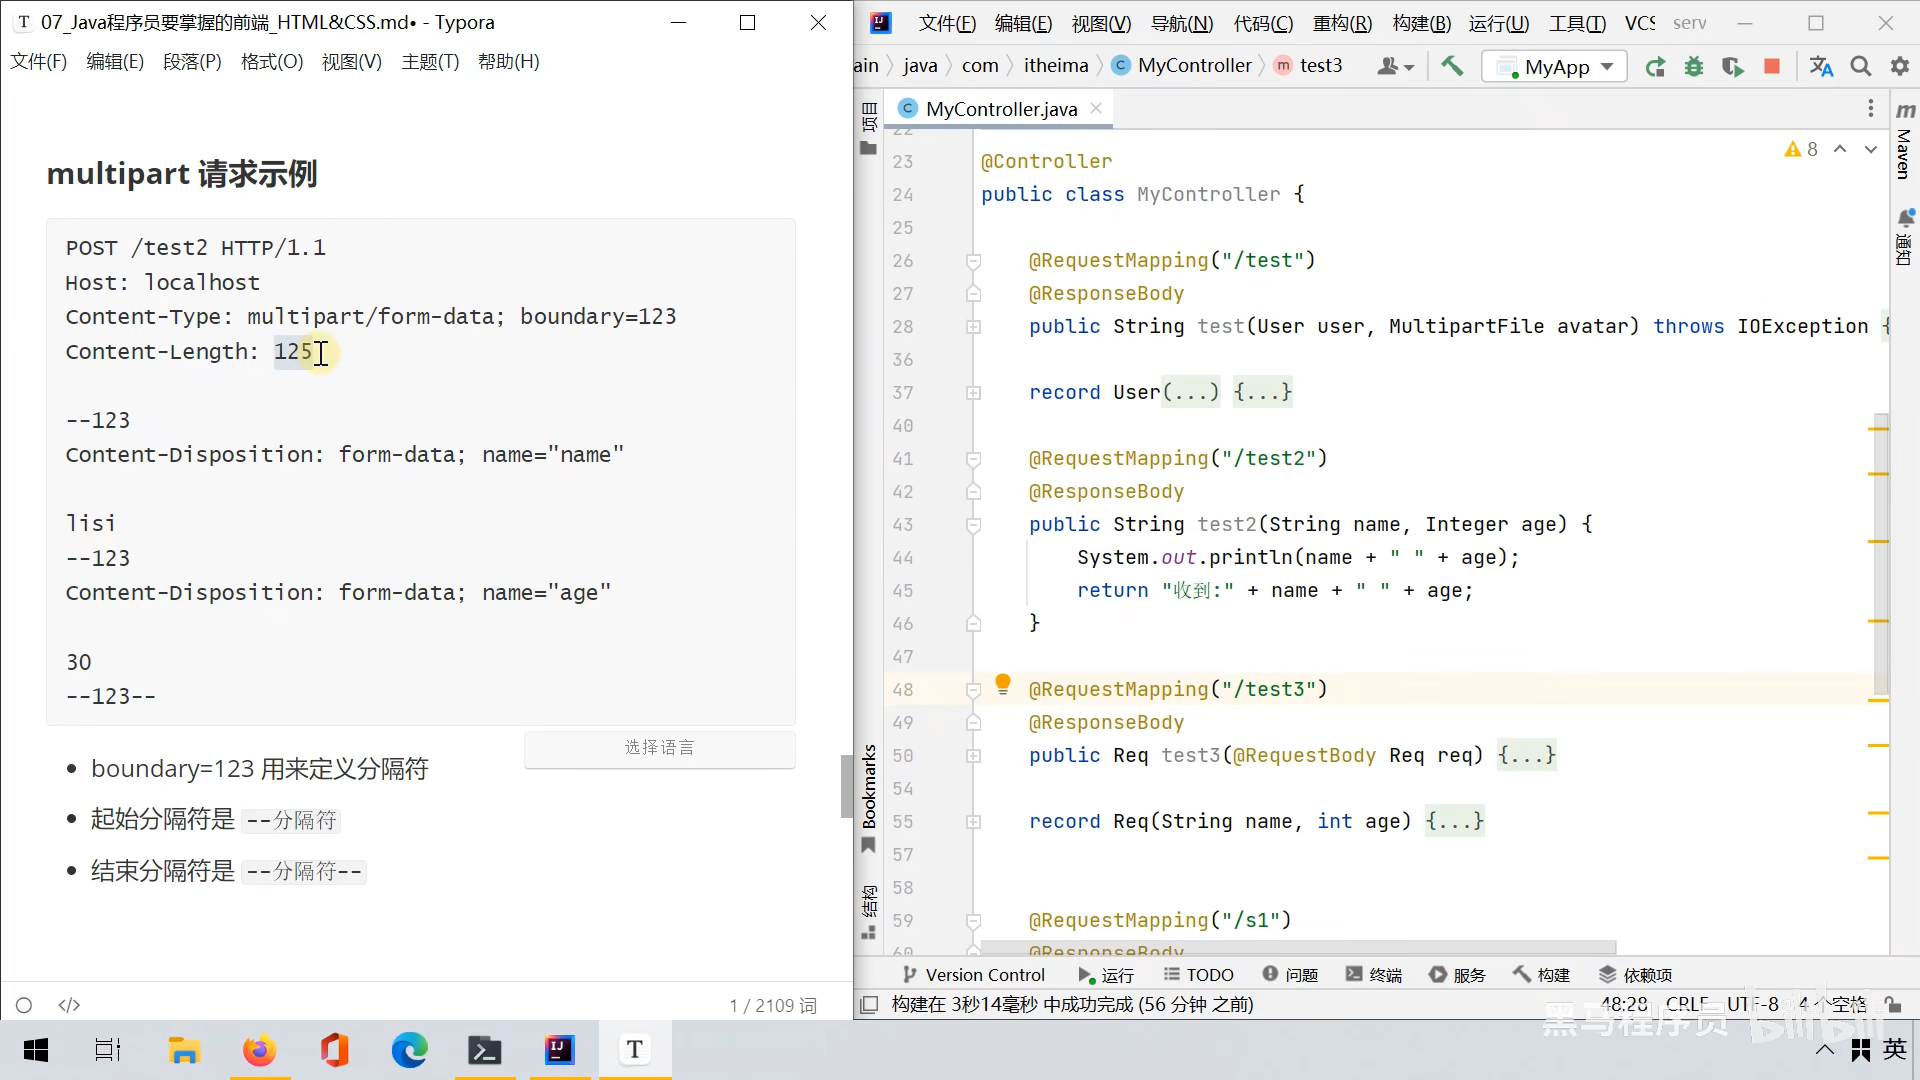 07_Java程序员要掌握的前端_HTML&CSS.md• - Typora
文件(F) 编辑(E) 段落(P) 格式(O) 视图(V) 主题(T) 帮助(H)
multipart 请求示例
POST /test2 HTTP/1.1
Host: localhost
Content-Type: multipart/form-data; boundary=123
Content-Length: 125
--123
Content-Disposition: form-data; name="name"
lisi
--123
Content-Disposition: form-data; name="age"
30
--123--
选择语言
• boundary=123 用来定义分隔符
• 起始分隔符是 --分隔符
• 结束分隔符是 --分隔符--
1 / 2109 词
文件(F) 编辑(E) 视图(V) 导航(N) 代码(C) 重构(R) 构建(B) 运行(U) 工具(T) VCS serv
ain java com itheima MyController test3 MyApp
MyController.java
8
项目
Bookmarks
结构
Maven
通知
22
23 @Controller
24 public class MyController {
25
26 @RequestMapping("/test")
27 @ResponseBody
28 public String test(User user, MultipartFile avatar) throws IOException {
36
37 record User(...) {...}
40
41 @RequestMapping("/test2")
42 @ResponseBody
43 public String test2(String name, Integer age) {
44 System.out.println(name + " " + age);
45 return "收到:" + name + " " + age;
46 }
47
48 @RequestMapping("/test3")
49 @ResponseBody
50 public Req test3(@RequestBody Req req) {...}
54
55 record Req(String name, int age) {...}
57
58
59 @RequestMapping("/s1")
60 @ResponseBody
Version Control 运行 TODO 问题 终端 服务 构建 依赖项
构建在 3秒14毫秒 中成功完成 (56 分钟 之前) 48:28 CRLF UTF-8 4 个空格
黑马程序员 bilibili
英